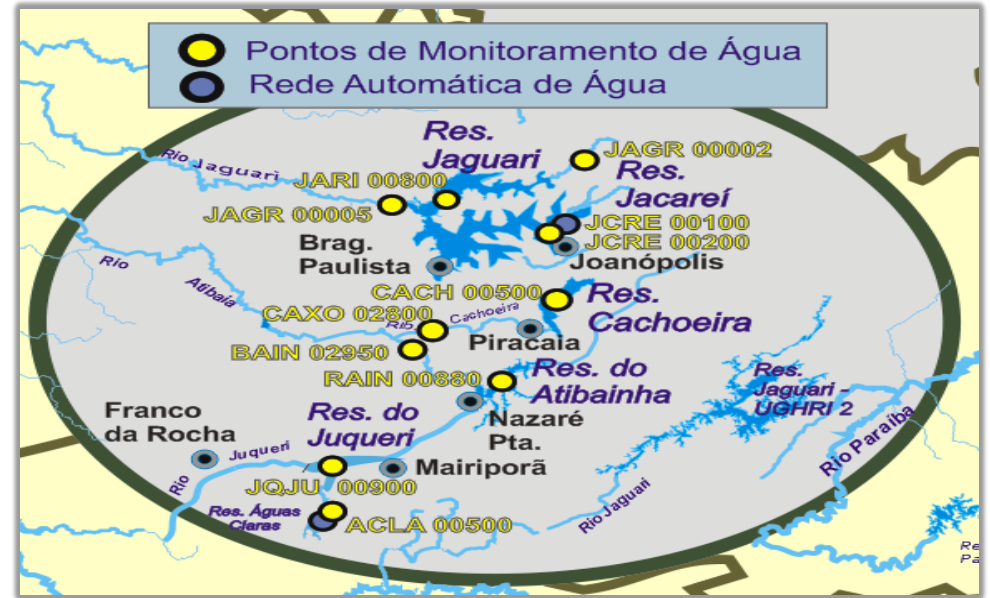 Pontos de Monitoramento de Água
Rede Automática de Água
Res.
Jaguari
JAGR 00002
Rio Jaguari
Res.
Jacareí
JARI 00800
JAGR 00005
JCRE 00100
JCRE 00200
Brag.
Paulista
Joanópolis
Rio
Atibaia
CACH 00500
Res.
Cachoeira
CAXO 02800
Rib. Cachoeira
Piracaia
BAIN 02950
RAIN 00880
Res. do
Atibainha
Res.
Jaguari -
UGHRI 2
Franco
da Rocha
Res. do
Juqueri
Nazaré
Pta.
Rio Paraíba
Rio Juqueri
Mairiporã
JQJU 00900
Rio Jaguari
Res. Águas
Claras
ACLA 00500
Re
Pa